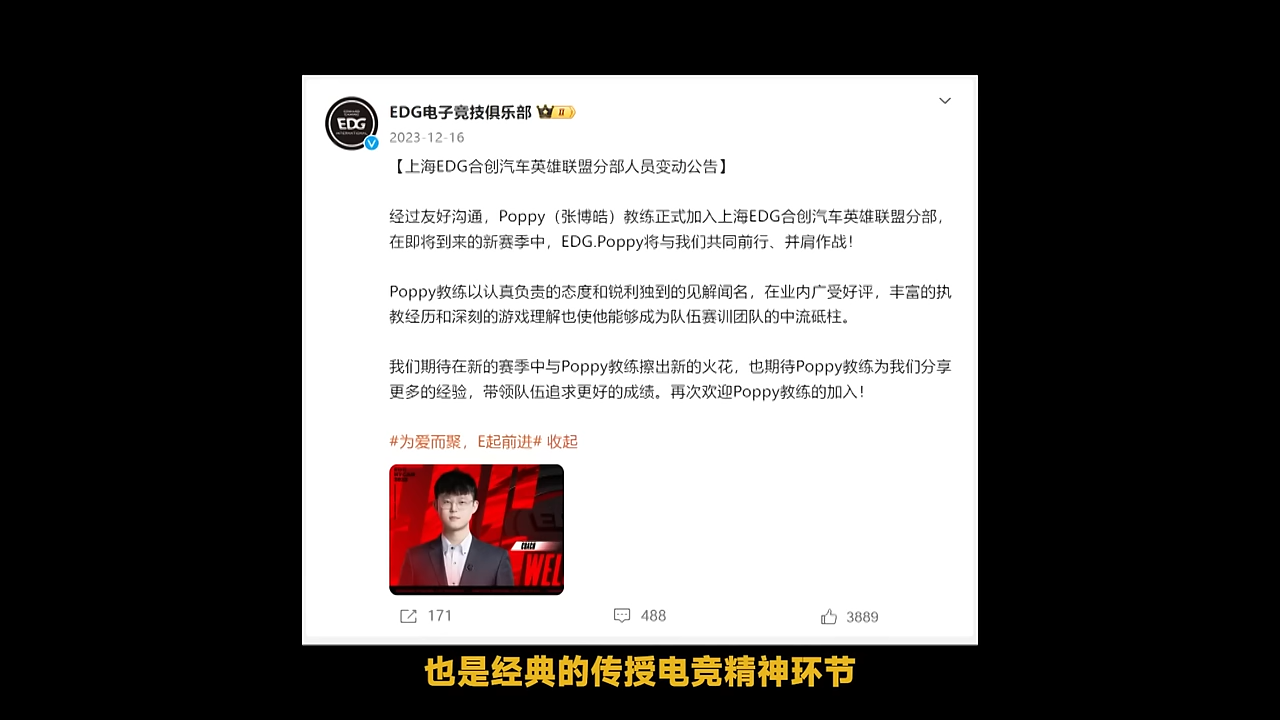 EDG
EDG电子竞技俱乐部 II
2023-12-16
【上海EDG合创汽车英雄联盟分部人员变动公告】
经过友好沟通，Poppy（张博皓）教练正式加入上海EDG合创汽车英雄联盟分部，
在即将到来的新赛季中，EDG.Poppy将与我们共同前行、并肩作战！
Poppy教练以认真负责的态度和锐利独到的见解闻名，在业内广受好评，丰富的执
教经历和深刻的游戏理解也使他能够成为队伍赛训团队的中流砥柱。
我们期待在新的赛季中与Poppy教练擦出新的火花，也期待Poppy教练为我们分享
更多的经验，带领队伍追求更好的成绩。再次欢迎Poppy教练的加入！
#为爱而聚，E起前进# 收起
COACH
WEL
171
488
3889
也是经典的传授电竞精神环节